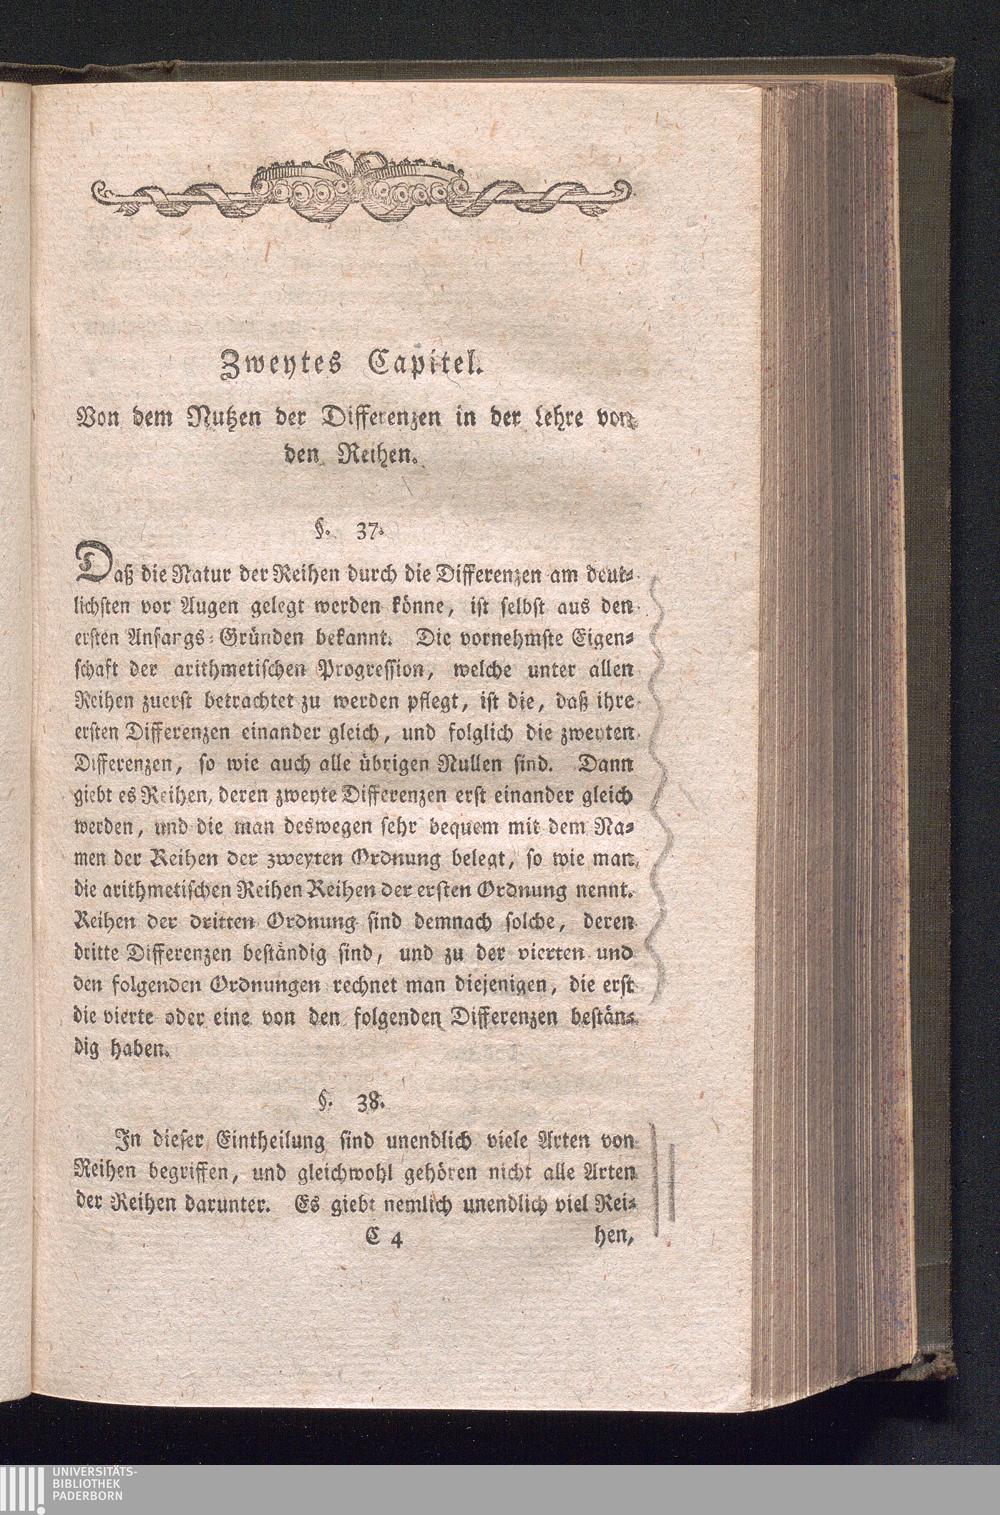 Zweytes Capitel.
Von dem Nutzen der Differenzen in der Lehre von
den Reihen.
§. 37.
Daß die Natur der Reihen durch die Differenzen am deut-
lichsten vor Augen gelegt werden könne, ist selbst aus den
ersten Anfangs-Gründen bekannt. Die vornehmste Eigen-
schaft der arithmetischen Progression, welche unter allen
Reihen zuerst betrachtet zu werden pflegt, ist die, daß ihre
ersten Differenzen einander gleich, und folglich die zweyten
Differenzen, so wie auch alle übrigen Nullen sind. Dann
giebt es Reihen, deren zweyte Differenzen erst einander gleich
werden, und die man deswegen sehr bequem mit dem Na-
men der Reihen der zweyten Ordnung belegt, so wie man
die arithmetischen Reihen Reihen der ersten Ordnung nennt.
Reihen der dritten Ordnung sind demnach solche, deren
dritte Differenzen beständig sind, und zu der vierten und
den folgenden Ordnungen rechnet man diejenigen, die erst
die vierte oder eine von den folgenden Differenzen bestän-
dig haben.
§. 38.
In dieser Eintheilung sind unendlich viele Arten von
Reihen begriffen, und gleichwohl gehören nicht alle Arten
der Reihen darunter. Es giebt nemlich unendlich viel Rei-
C 4 hen,
UNIVERSITÄTS-
BIBLIOTHEK
PADERBORN